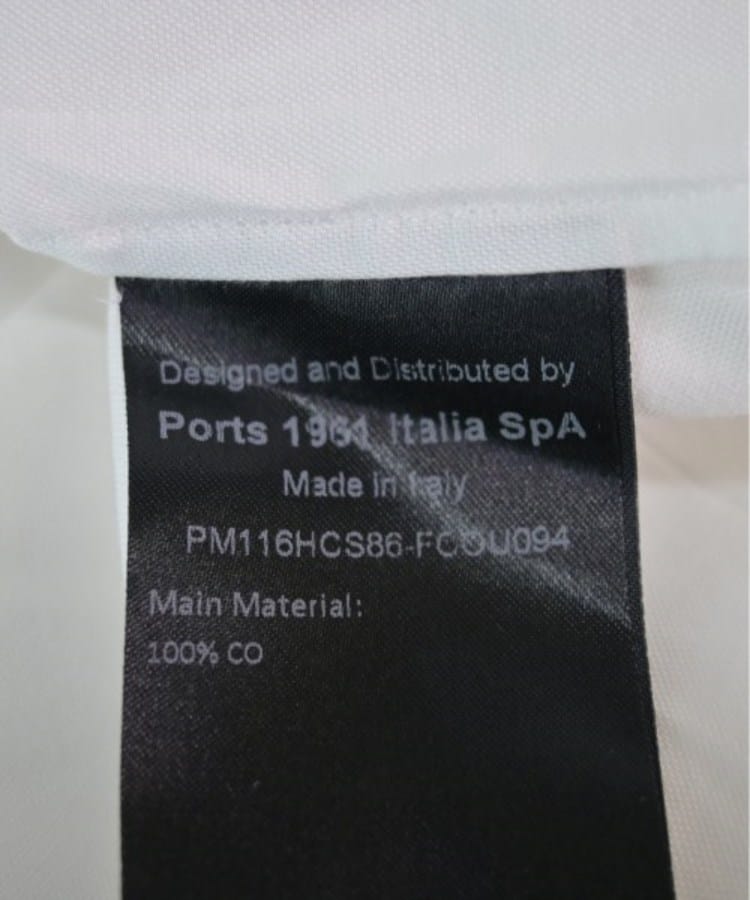 Designed and Distributed by
Ports 1961 Italia SpA
Made in Italy
PM116HCS86-FCOU094
Main Material:
100% CO